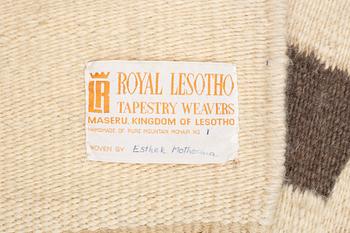 LR ROYAL LESOTHO
TAPESTRY WEAVERS
MASERU, KINGDOM OF LESOTHO
HANDMADE OF PURE MOUNTAIN MOHAIR NO 1
WOVEN BY Esther